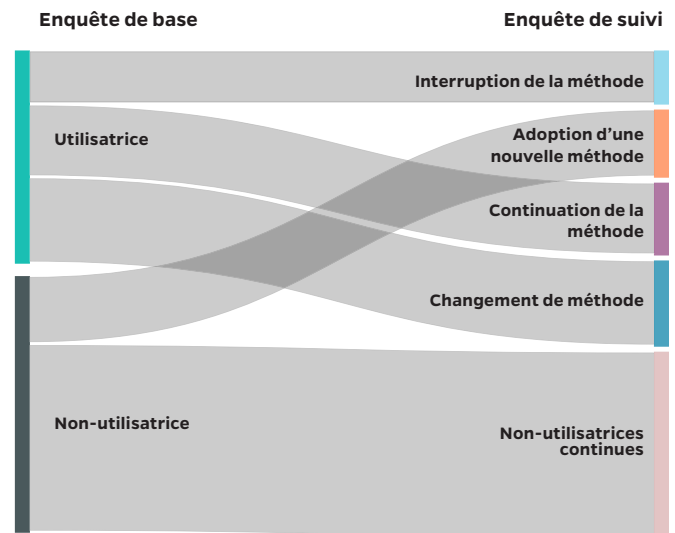 Enquête de base
Enquête de suivi
Interruption de la méthode
Utilisatrice
Adoption d’une
nouvelle méthode
Continuation de la
méthode
Changement de méthode
Non-utilisatrice
Non-utilisatrices
continues